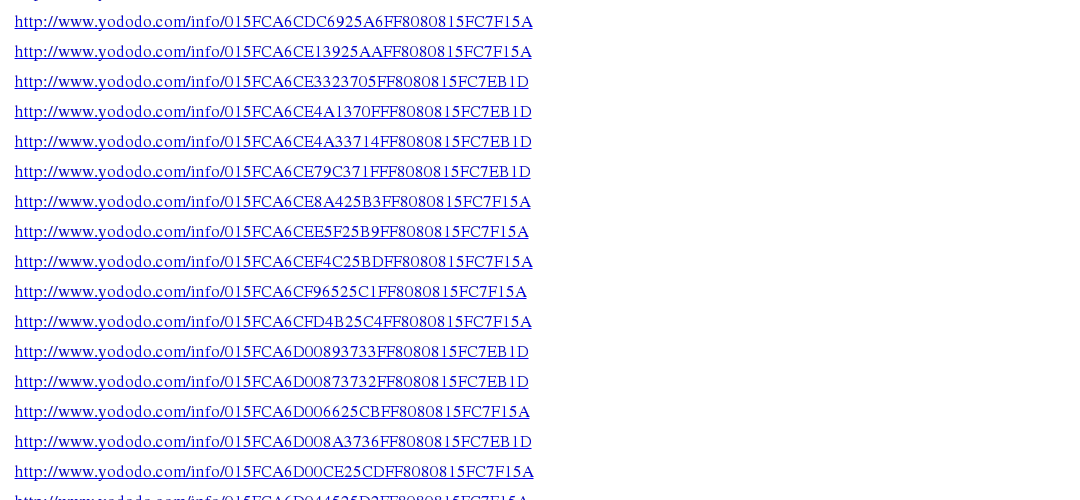 http://www.yododo.com/info/015FCA6CDC6925A6FF8080815FC7F15A
http://www.yododo.com/info/015FCA6CE13925AAFF8080815FC7F15A
http://www.yododo.com/info/015FCA6CE3323705FF8080815FC7EB1D
http://www.yododo.com/info/015FCA6CE4A1370FFF8080815FC7EB1D
http://www.yododo.com/info/015FCA6CE4A33714FF8080815FC7EB1D
http://www.yododo.com/info/015FCA6CE79C371FFF8080815FC7EB1D
http://www.yododo.com/info/015FCA6CE8A425B3FF8080815FC7F15A
http://www.yododo.com/info/015FCA6CEE5F25B9FF8080815FC7F15A
http://www.yododo.com/info/015FCA6CEF4C25BDFF8080815FC7F15A
http://www.yododo.com/info/015FCA6CF96525C1FF8080815FC7F15A
http://www.yododo.com/info/015FCA6CFD4B25C4FF8080815FC7F15A
http://www.yododo.com/info/015FCA6D00893733FF8080815FC7EB1D
http://www.yododo.com/info/015FCA6D00873732FF8080815FC7EB1D
http://www.yododo.com/info/015FCA6D006625CBFF8080815FC7F15A
http://www.yododo.com/info/015FCA6D008A3736FF8080815FC7EB1D
http://www.yododo.com/info/015FCA6D00CE25CDFF8080815FC7F15A